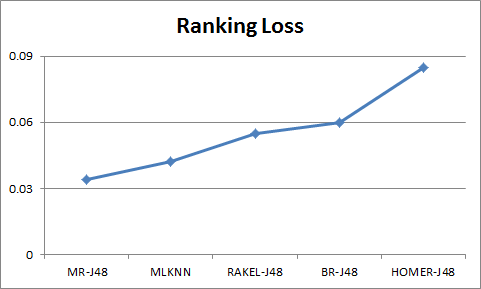 Ranking Loss
0.09
0.06
0.03
0
MR-J48 MLKNN RAKEL-J48 BR-J48 HOMER-J48